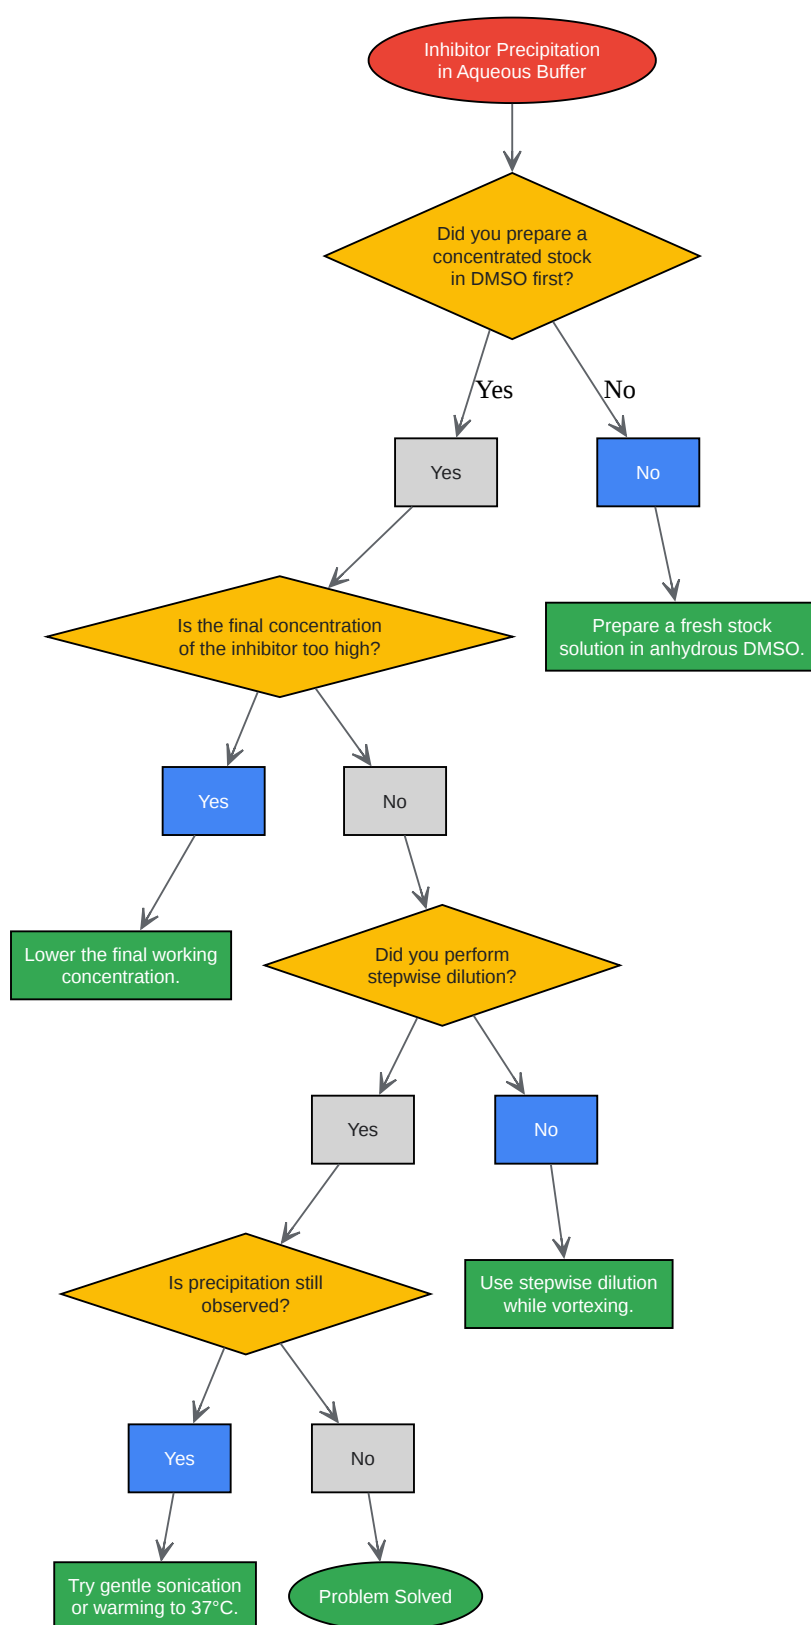 Inhibitor Precipitation
in Aqueous Buffer
Did you prepare a
concentrated stock
in DMSO first?
Yes
No
Yes
No
Is the final concentration
of the inhibitor too high?
Prepare a fresh stock
solution in anhydrous DMSO.
Yes
No
Lower the final working
concentration.
Did you perform
stepwise dilution?
Yes
No
Is precipitation still
observed?
Use stepwise dilution
while vortexing.
Yes
No
Try gentle sonication
or warming to 37°C.
Problem Solved